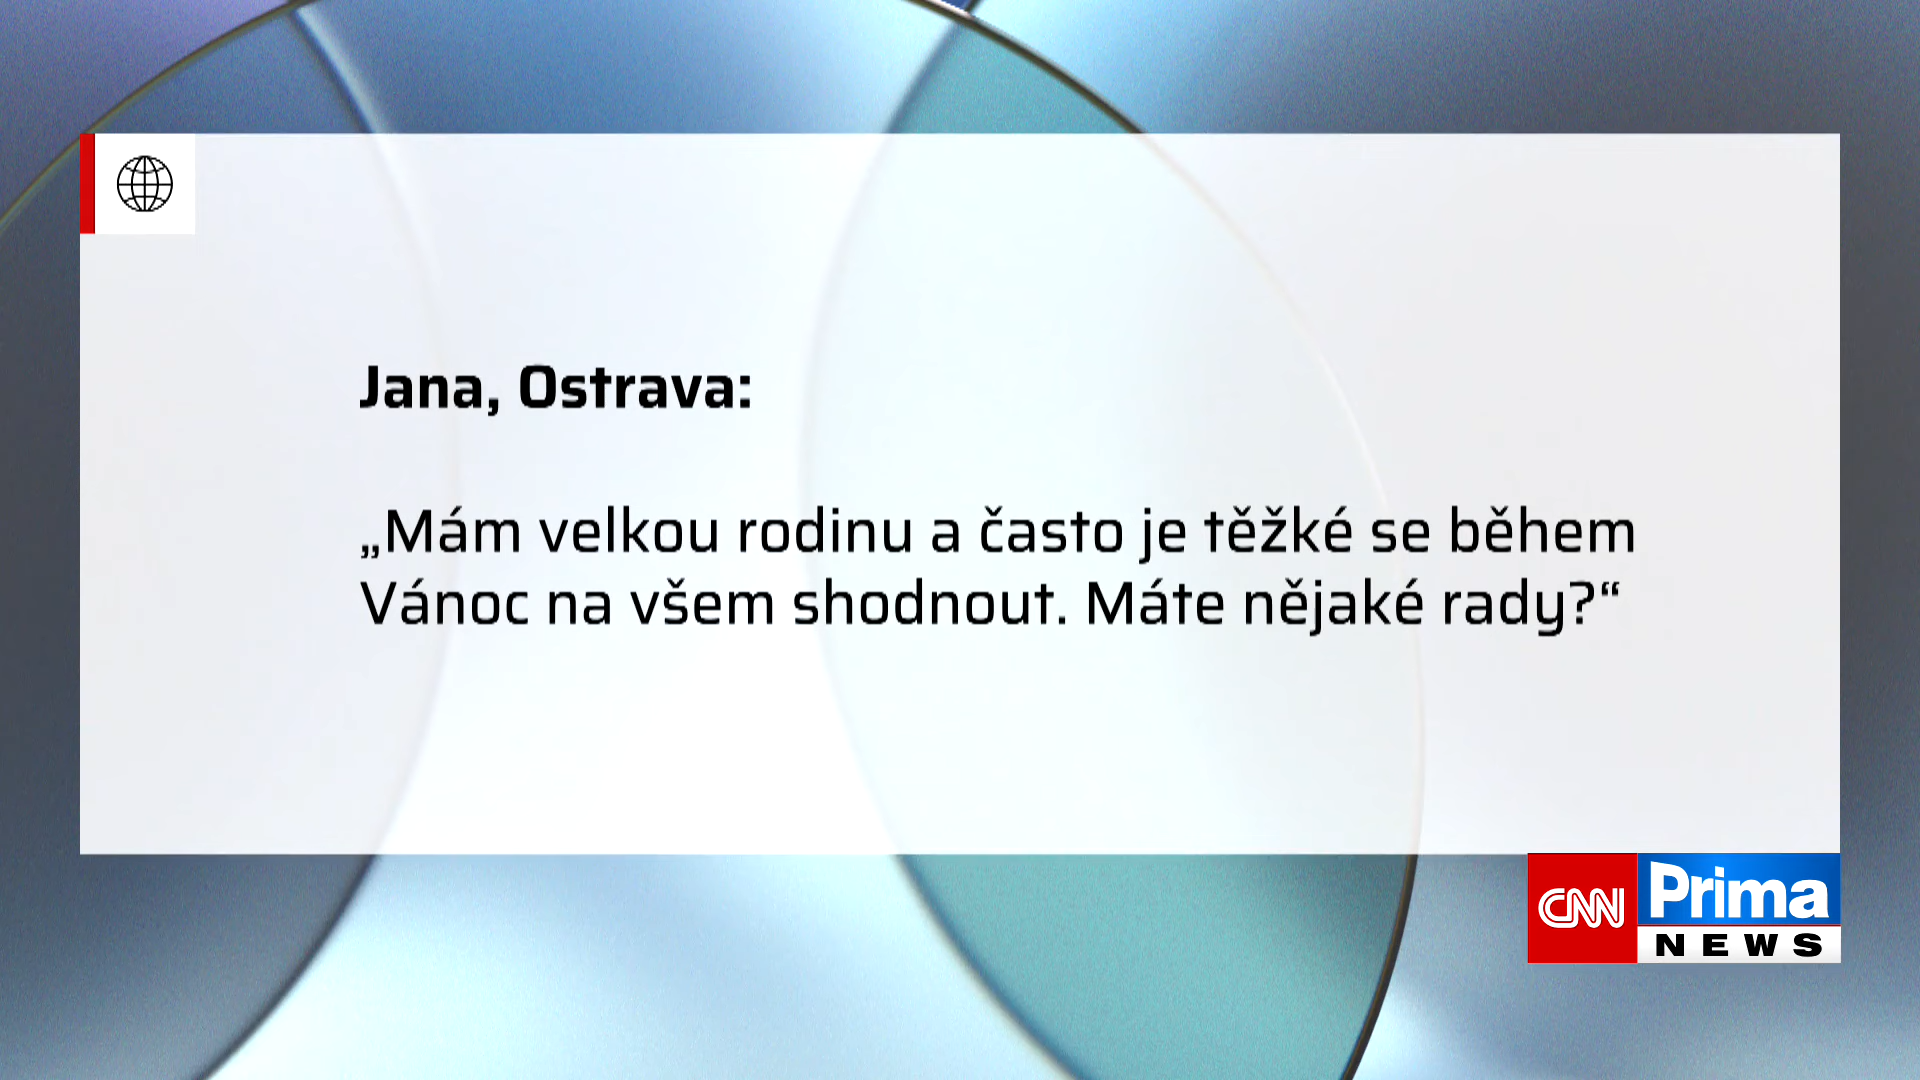 Jana, Ostrava:
„Mám velkou rodinu a často je těžké se během
Vánoc na všem shodnout. Máte nějaké rady?“
CNN Prima
NEWS